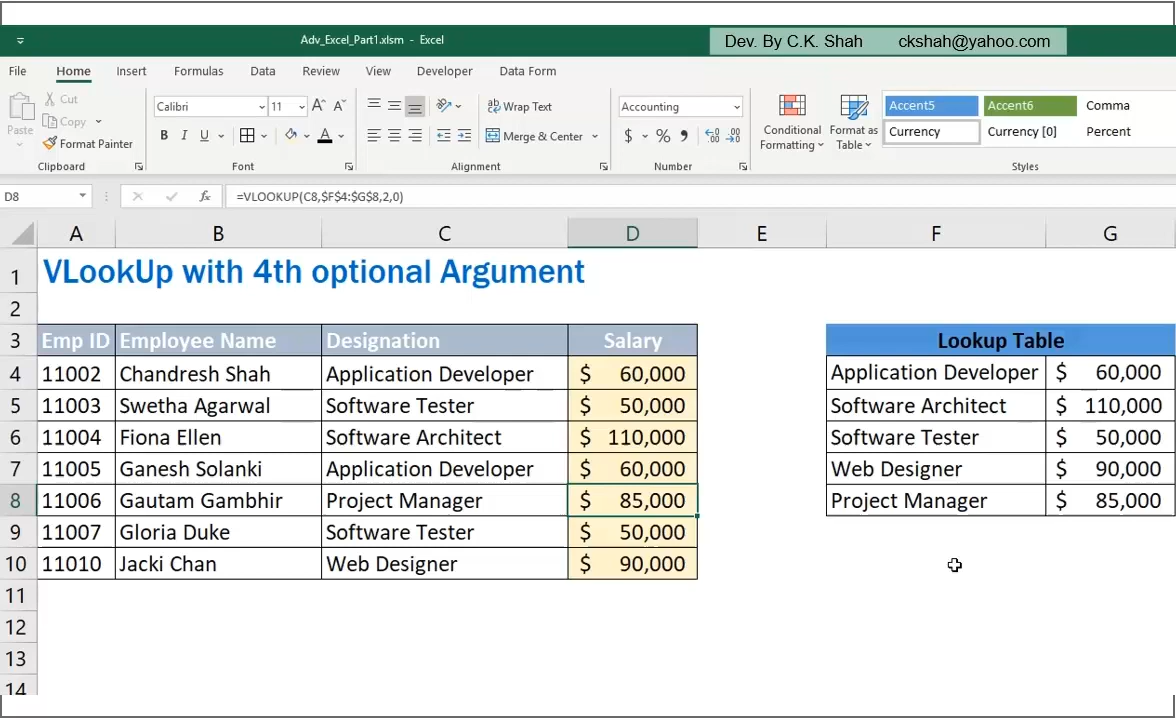 Adv_Excel_Part1.xlsm - Excel
Dev. By C.K. Shah ckshah@yahoo.com
File Home Insert Formulas Data Review View Developer Data Form
Paste Cut Copy Format Painter
Calibri 11
B I U A
Wrap Text
Merge & Center
Accounting
$ %
Conditional Formatting
Format as Table
Accent5 Accent6 Comma
Currency Currency [0] Percent
Clipboard Font Alignment Number Styles
D8 fx =VLOOKUP(C8,$F$4:$G$8,2,0)
A B C D E F G
1 VLookUp with 4th optional Argument
2
3 Emp ID Employee Name Designation Salary Lookup Table
4 11002 Chandresh Shah Application Developer $ 60,000 Application Developer $ 60,000
5 11003 Swetha Agarwal Software Tester $ 50,000 Software Architect $ 110,000
6 11004 Fiona Ellen Software Architect $ 110,000 Software Tester $ 50,000
7 11005 Ganesh Solanki Application Developer $ 60,000 Web Designer $ 90,000
8 11006 Gautam Gambhir Project Manager $ 85,000 Project Manager $ 85,000
9 11007 Gloria Duke Software Tester $ 50,000
10 11010 Jacki Chan Web Designer $ 90,000
11
12
13
14